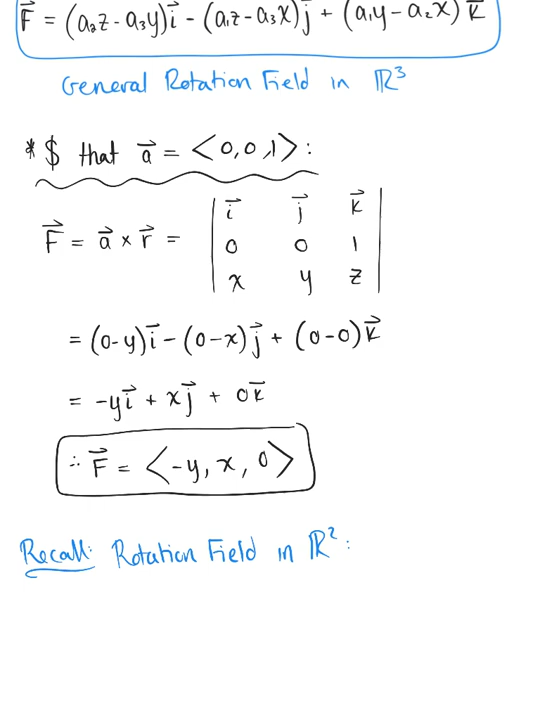 F⃗ = (a₂z - a₃y)i⃗ - (a₁z - a₃x)j⃗ + (a₁y - a₂x)k⃗
General Rotation Field in ℝ³
*$ that a⃗ = <0,0,1>:
F⃗ = a⃗ × r⃗ = | i⃗ j⃗ k⃗ |
| 0 0 1 |
| x y z |
= (0-y)i⃗ - (0-x)j⃗ + (0-0)k⃗
= -yi⃗ + xj⃗ + 0k⃗
∴ F⃗ = <-y, x, 0>
Recall: Rotation Field in ℝ²: